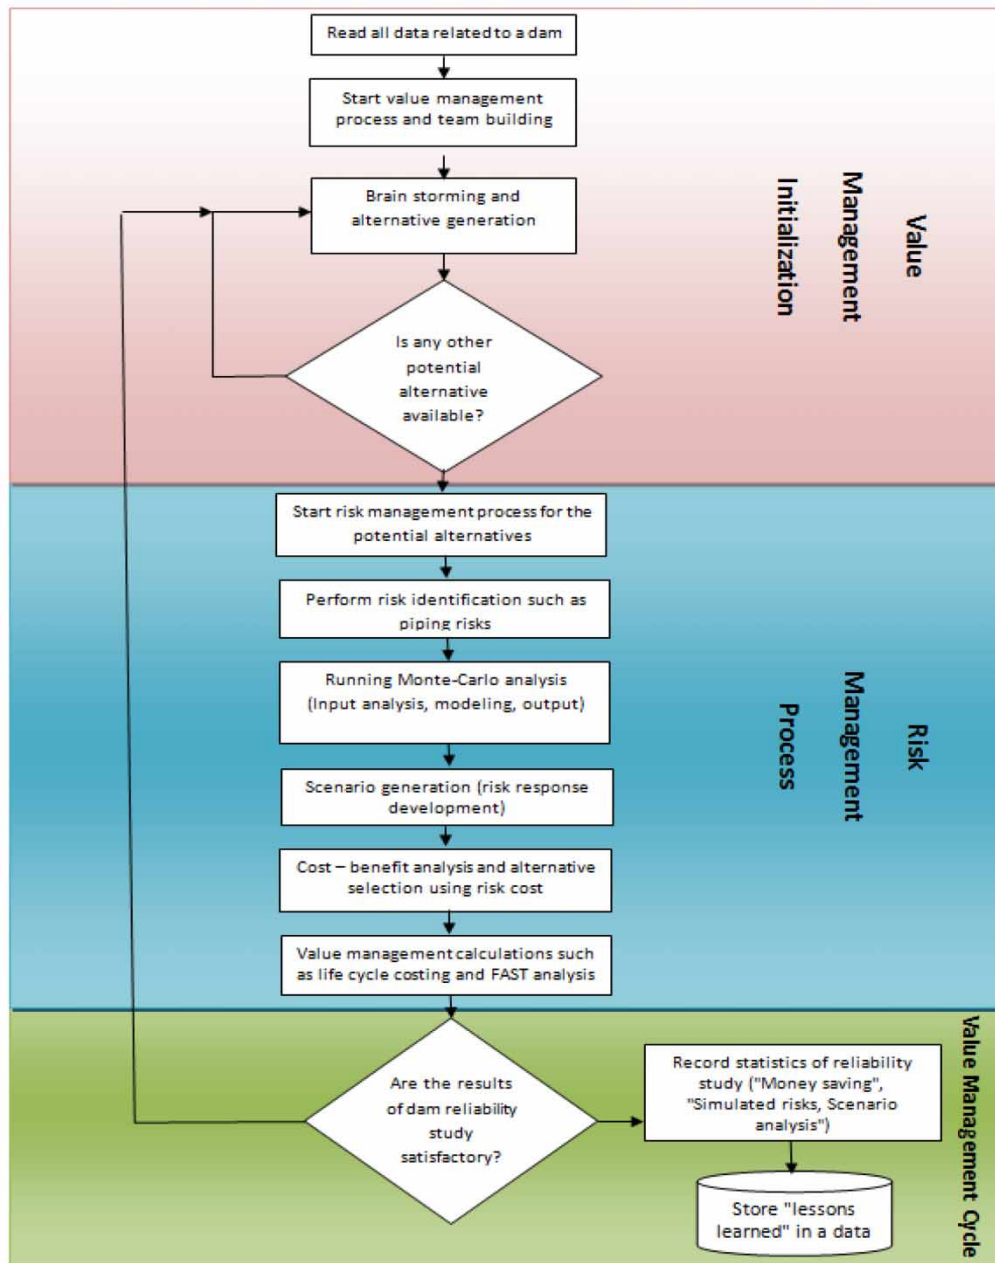 Read all data related to a dam
Start value management
process and team building
Brain storming and
alternative generation
Is any other
potential
alternative
available?
Value
Management
Initialization
Start risk management process for the
potential alternatives
Perform risk identification such as
piping risks
Running Monte-Carlo analysis
(Input analysis, modeling, output)
Scenario generation (risk response
development)
Cost – benefit analysis and alternative
selection using risk cost
Value management calculations such
as life cycle costing and FAST analysis
Risk
Management
Process
Are the results
of dam reliability
study
satisfactory?
Record statistics of reliability
study ("Money saving",
"Simulated risks, Scenario
analysis")
Store "lessons
learned" in a data
Value Management Cycle